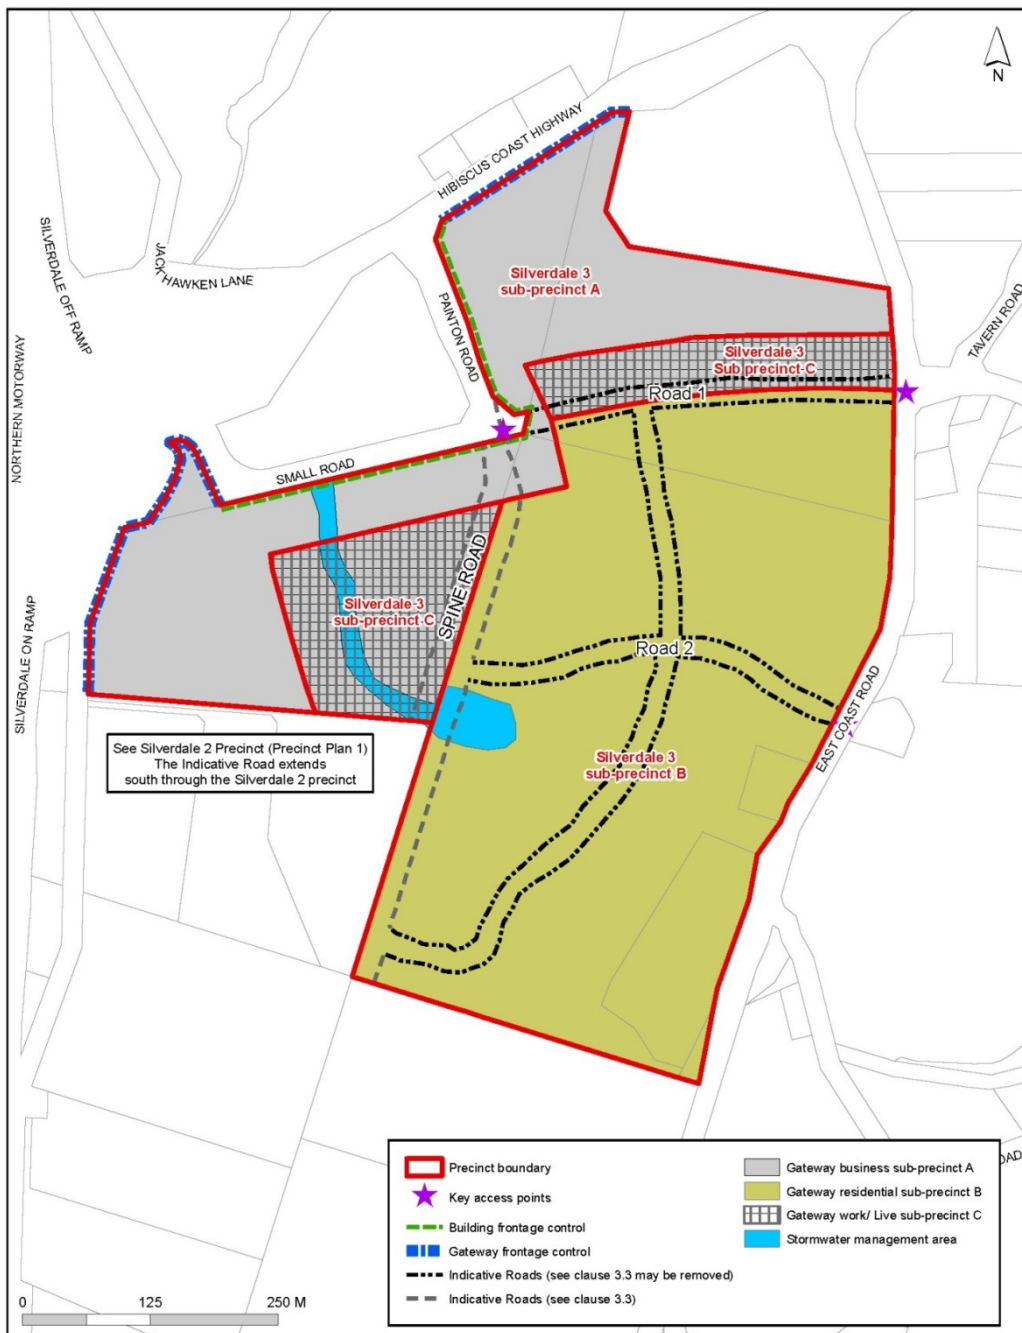 N
HIBISCUS COAST HIGHWAY
SILVERDALE OFF RAMP
JACK HAWKEN LANE
Silverdale 3
sub-precinct A
PAINTON ROAD
TAVERN ROAD
NORTHERN MOTORWAY
Silverdale 3
Sub precinct C
Road 1
SMALL ROAD
SPINE ROAD
Silverdale 3
sub-precinct C
Road 2
SILVERDALE ON RAMP
EAST COAST ROAD
See Silverdale 2 Precinct (Precinct Plan 1)
The Indicative Road extends
south through the Silverdale 2 precinct
Silverdale 3
sub-precinct B
OAD
Precinct boundary
Key access points
Building frontage control
Gateway frontage control
Indicative Roads (see clause 3.3 may be removed)
Indicative Roads (see clause 3.3)
Gateway business sub-precinct A
Gateway residential sub-precinct B
Gateway work/ Live sub-precinct C
Stormwater management area
0 125 250 M